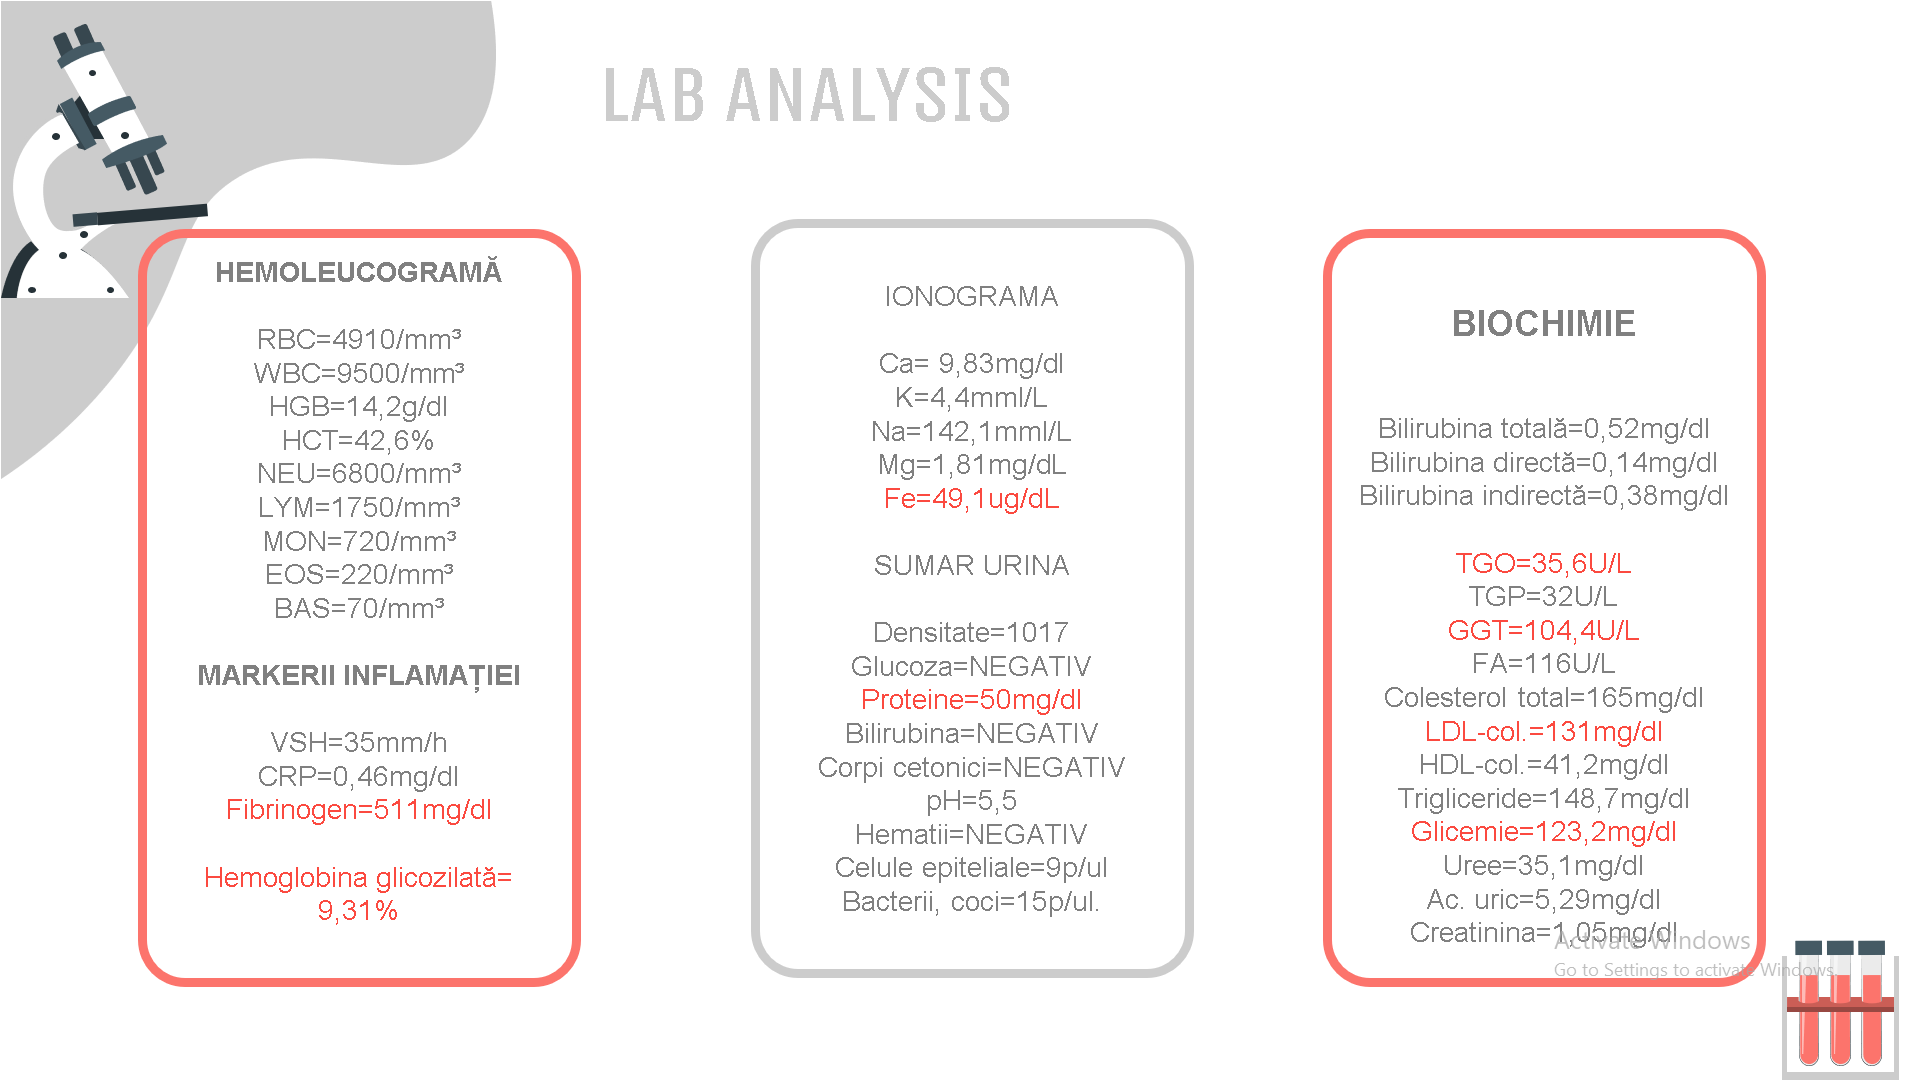 LAB ANALYSIS
HEMOLEUCOGRAMĂ
RBC=4910/mm³
WBC=9500/mm³
HGB=14,2g/dl
HCT=42,6%
NEU=6800/mm³
LYM=1750/mm³
MON=720/mm³
EOS=220/mm³
BAS=70/mm³
MARKERII INFLAMAȚIEI
VSH=35mm/h
CRP=0,46mg/dl
Fibrinogen=511mg/dl
Hemoglobina glicozilată=
9,31%
IONOGRAMA
Ca= 9,83mg/dl
K=4,4mml/L
Na=142,1mml/L
Mg=1,81mg/dL
Fe=49,1ug/dL
SUMAR URINA
Densitate=1017
Glucoza=NEGATIV
Proteine=50mg/dl
Bilirubina=NEGATIV
Corpi cetonici=NEGATIV
pH=5,5
Hematii=NEGATIV
Celule epiteliale=9p/ul
Bacterii, coci=15p/ul.
BIOCHIMIE
Bilirubina totală=0,52mg/dl
Bilirubina directă=0,14mg/dl
Bilirubina indirectă=0,38mg/dl
TGO=35,6U/L
TGP=32U/L
GGT=104,4U/L
FA=116U/L
Colesterol total=165mg/dl
LDL-col.=131mg/dl
HDL-col.=41,2mg/dl
Trigliceride=148,7mg/dl
Glicemie=123,2mg/dl
Uree=35,1mg/dl
Ac. uric=5,29mg/dl
Creatinina=1,05mg/dl
Activate Windows
Go to Settings to activate Windows.